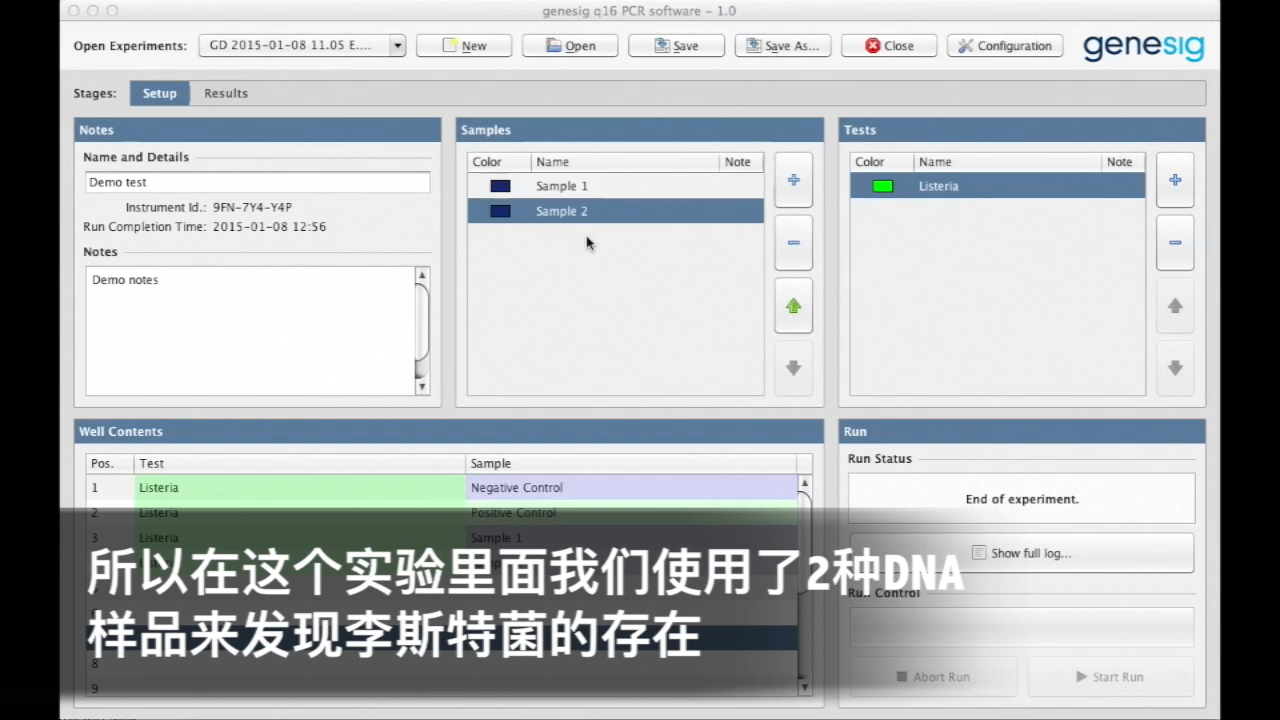 genesig q16 PCR software – 1.0
Open Experiments: GD 2015-01-08 11.05 E.... New Open Save Save As... Close Configuration genesig
Stages: Setup Results
Notes
Name and Details
Demo test
Instrument Id.: 9FN-7Y4-Y4P
Run Completion Time: 2015-01-08 12:56
Notes
Demo notes
Samples
Color Name Note
Sample 1
Sample 2
Tests
Color Name Note
Listeria
Well Contents
Pos. Test Sample
1 Listeria Negative Control
2 Listeria Positive Control
3 Listeria Sample 1
8
9
Run
Run Status
End of experiment.
Show full log...
Run Control
Abort Run Start Run
所以在这个实验里面我们使用了2种DNA
样品来发现李斯特菌的存在